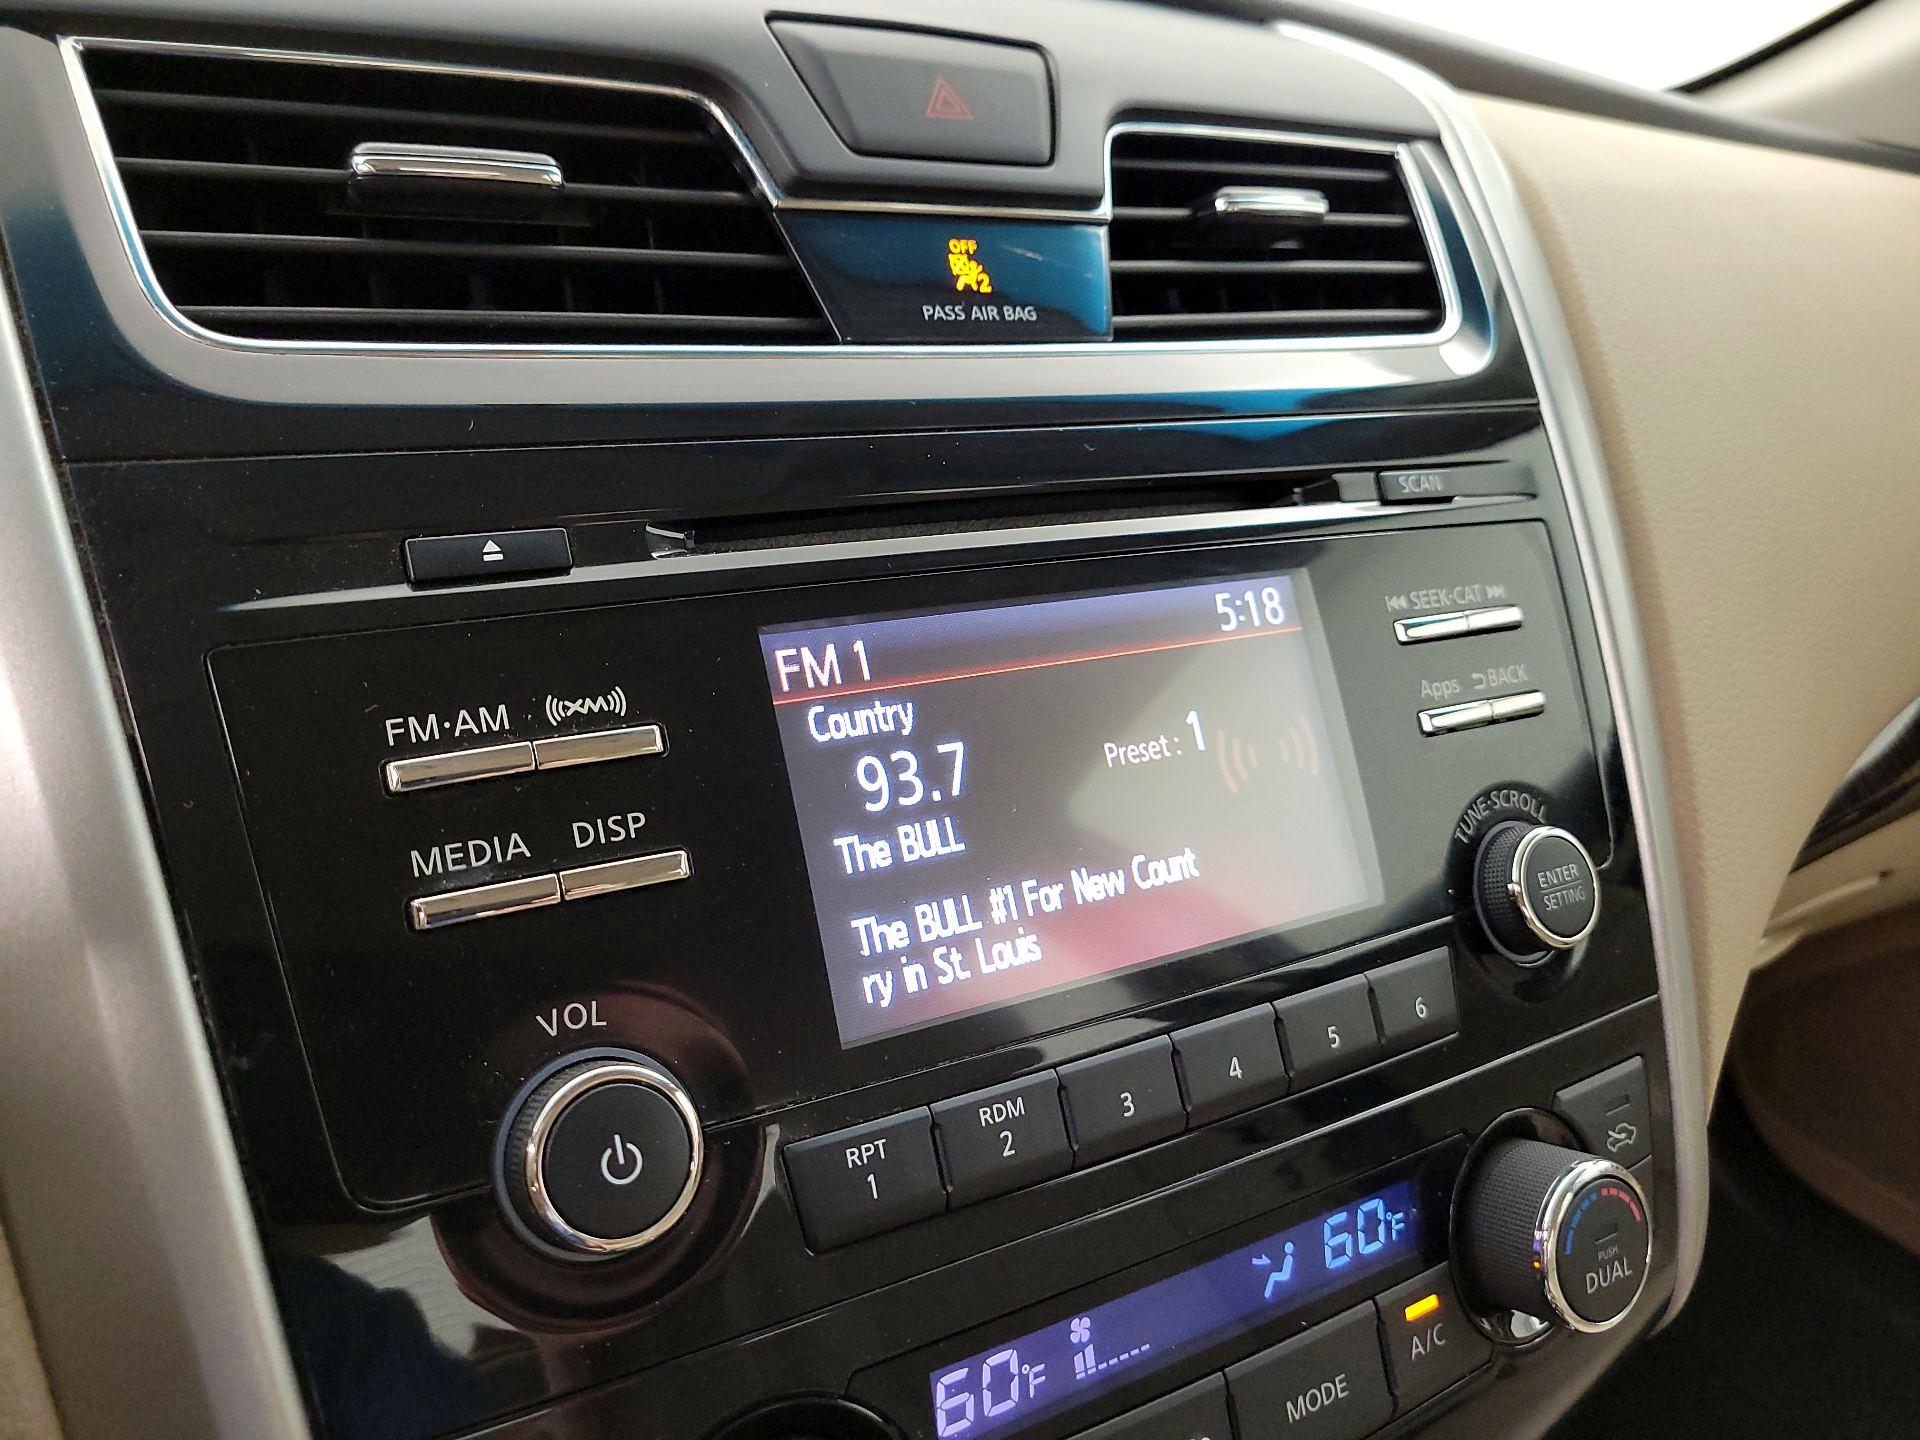 OFF
2
PASS AIR BAG
SCAN
SEEK·CAT
Apps BACK
TUNE·SCROLL
ENTER
SETTING
FM·AM XM
MEDIA DISP
VOL
FM 1 5:18
Country
93.7 Preset: 1
The BULL
The BULL #1 For New Count
ry in St. Louis
RPT
1
RDM
2
3
4
5
6
60°F
60°F
PUSH
DUAL
A/C
MODE